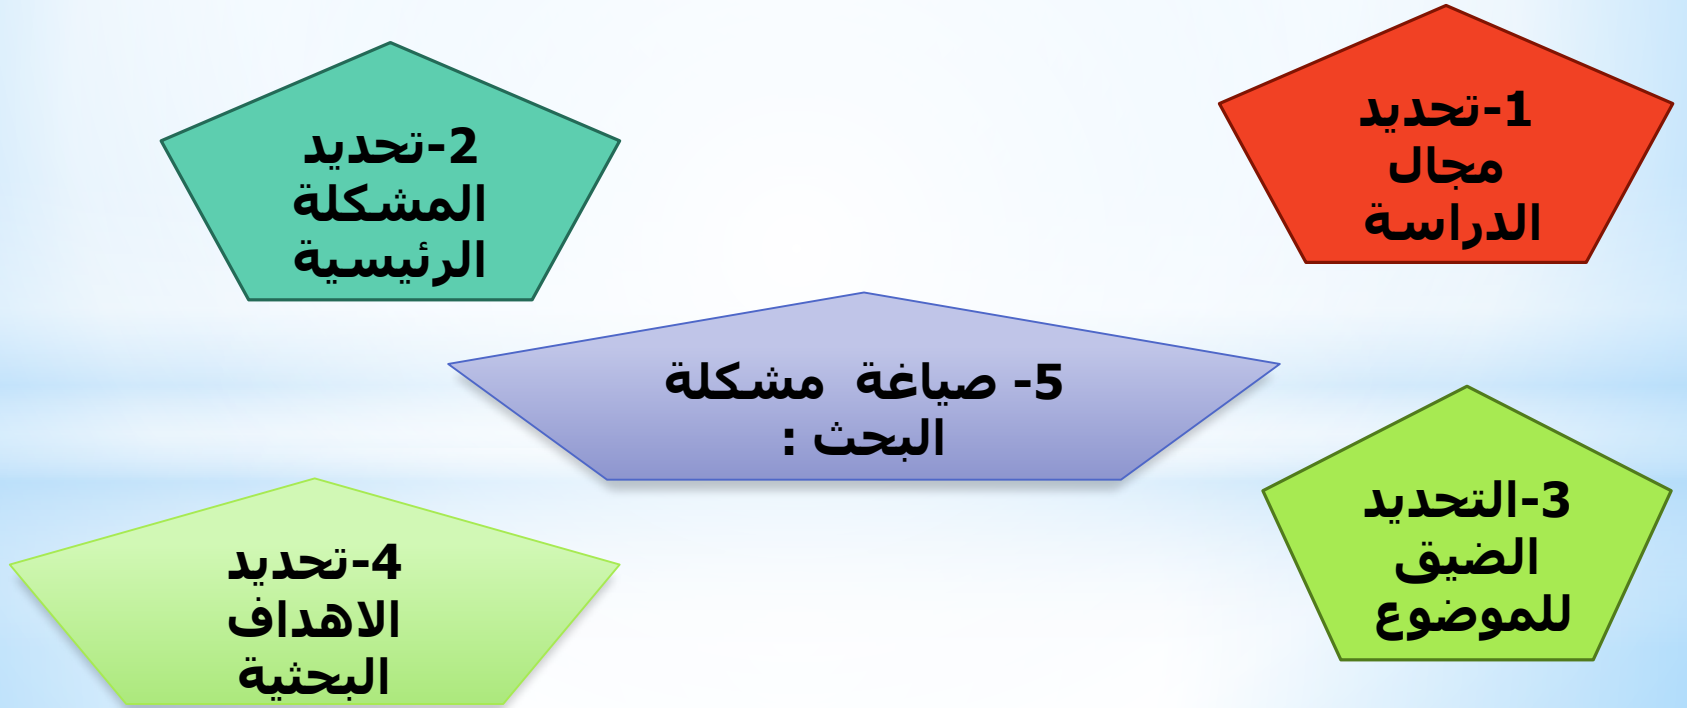 1-تحديد
مجال
الدراسة
2-تحديد
المشكلة
الرئيسية
3-التحديد
الضيق
للموضوع
4-تحديد
الاهداف
البحثية
5- صياغة مشكلة
البحث :